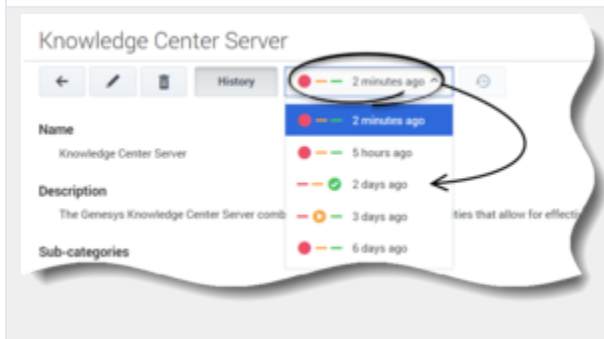 Knowledge Center Server
History
2 minutes ago
2 minutes ago
Name
5 hours ago
Knowledge Center Server
2 days ago
Description
The Genesys Knowledge Center Server comb
3 days ago
ities that allow for effecti
Sub-categories
6 days ago